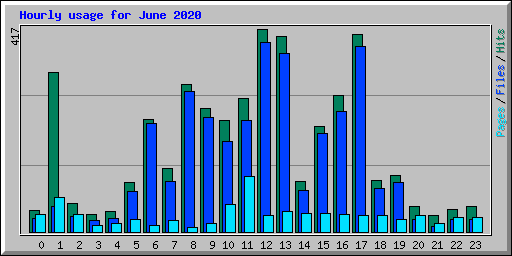 Hourly usage for June 2020
417
Pages/Files/Hits
0 1 2 3 4 5 6 7 8 9 10 11 12 13 14 15 16 17 18 19 20 21 22 23